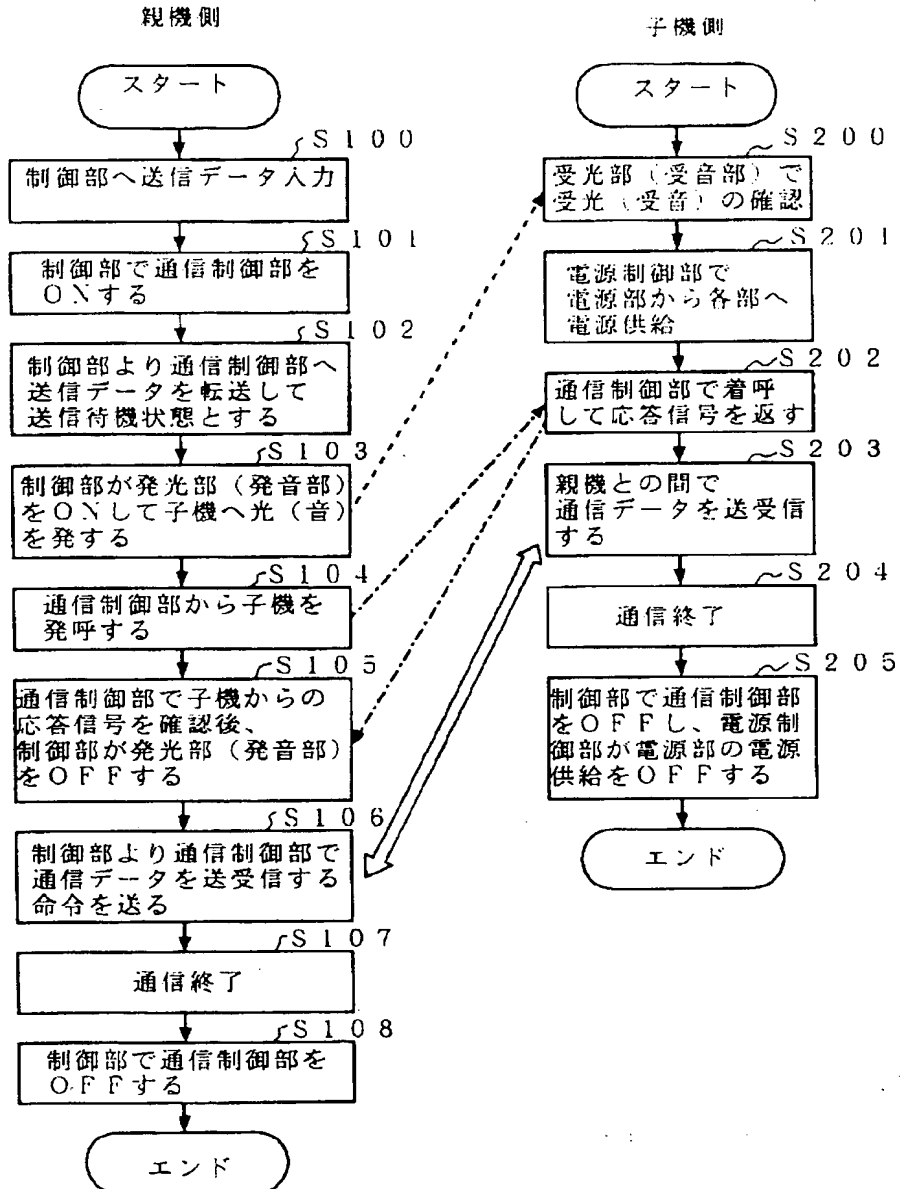 親機側
スタート
S100
制御部へ送信データ入力
S101
制御部で通信制御部を
ONする
S102
制御部より通信制御部へ
送信データを転送して
送信待機状態とする
S103
制御部が発光部(発音部)
をONして子機へ光(音)
を発する
S104
通信制御部から子機を
発呼する
S105
通信制御部で子機からの
応答信号を確認後、
制御部が発光部(発音部)
をOFFする
S106
制御部より通信制御部で
通信データを送受信する
命令を送る
S107
通信終了
S108
制御部で通信制御部を
OFFする
エンド
子機側
スタート
S200
受光部(受音部)で
受光(受音)の確認
S201
電源制御部で
電源部から各部へ
電源供給
S202
通信制御部で着呼
して応答信号を返す
S203
親機との間で
通信データを送受信
する
S204
通信終了
S205
制御部で通信制御部
をOFFし、電源制
御部が電源部の電源
供給をOFFする
エンド